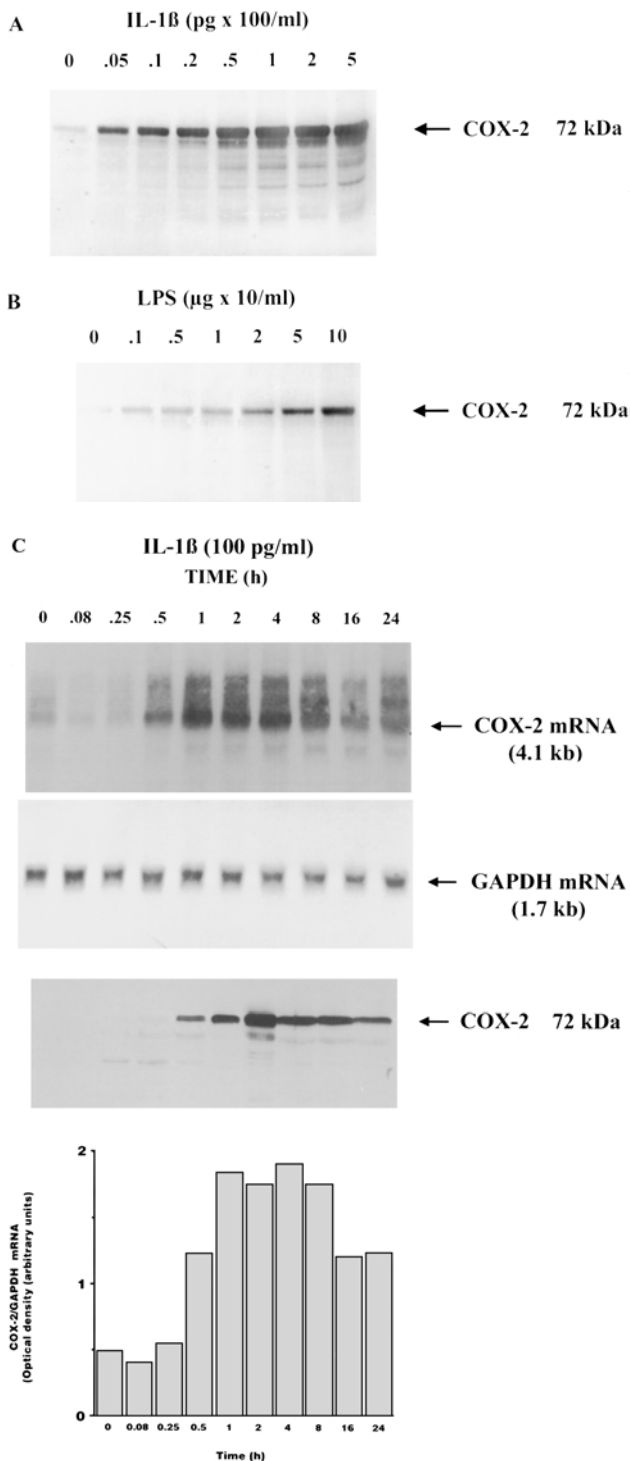 A
IL-1ß (pg x 100/ml)
0 .05 .1 .2 .5 1 2 5
COX-2 72 kDa
B
LPS (µg x 10/ml)
0 .1 .5 1 2 5 10
COX-2 72 kDa
C
IL-1ß (100 pg/ml)
TIME (h)
0 .08 .25 .5 1 2 4 8 16 24
COX-2 mRNA
(4.1 kb)
GAPDH mRNA
(1.7 kb)
COX-2 72 kDa
COX-2/GAPDH mRNA
(Optical density (arbitrary units)
2
1
0
0 0.08 0.25 0.5 1 2 4 8 16 24
Time (h)